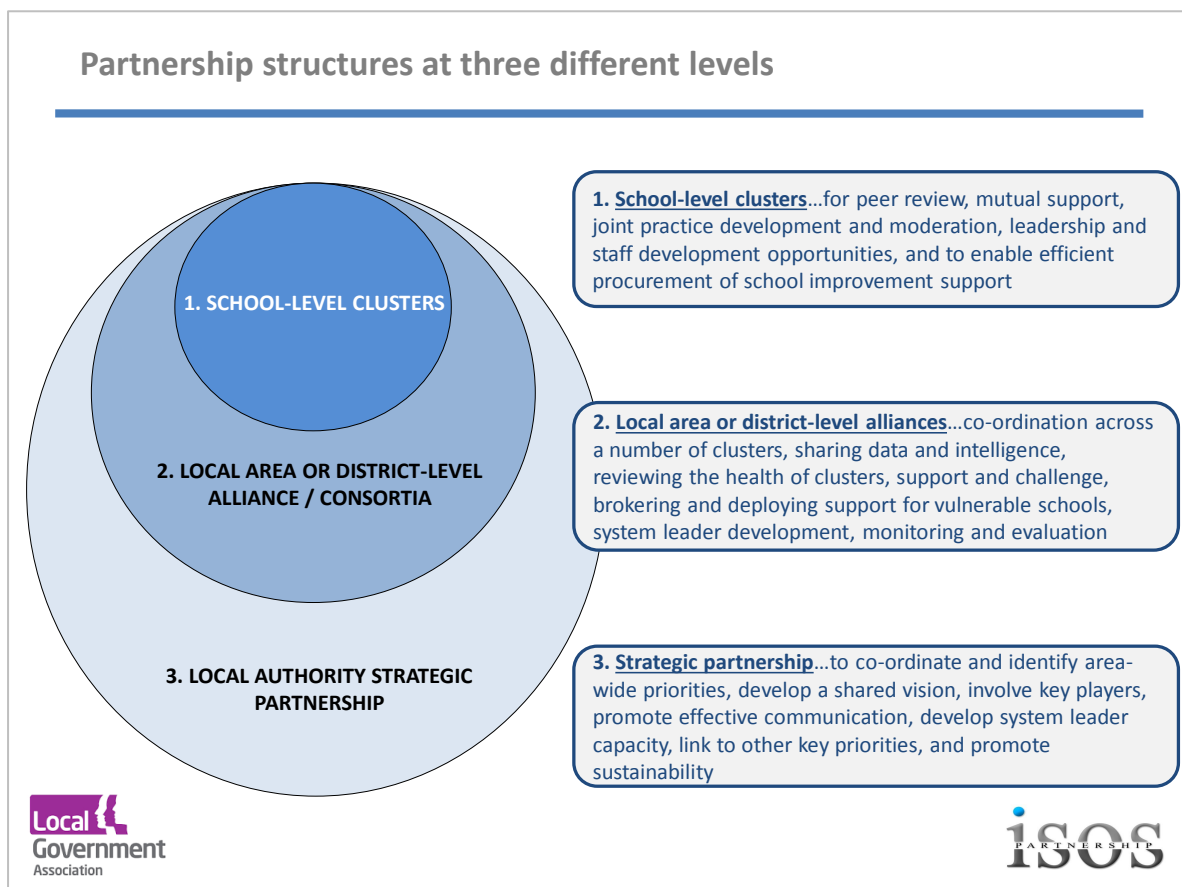 Partnership structures at three different levels
1. SCHOOL-LEVEL CLUSTERS
2. LOCAL AREA OR DISTRICT-LEVEL
ALLIANCE / CONSORTIA
3. LOCAL AUTHORITY STRATEGIC
PARTNERSHIP
1. School-level clusters...for peer review, mutual support,
joint practice development and moderation, leadership and
staff development opportunities, and to enable efficient
procurement of school improvement support
2. Local area or district-level alliances...co-ordination across
a number of clusters, sharing data and intelligence,
reviewing the health of clusters, support and challenge,
brokering and deploying support for vulnerable schools,
system leader development, monitoring and evaluation
3. Strategic partnership...to co-ordinate and identify area-
wide priorities, develop a shared vision, involve key players,
promote effective communication, develop system leader
capacity, link to other key priorities, and promote
sustainability
Local
Government
Association
isos
PARTNERSHIP